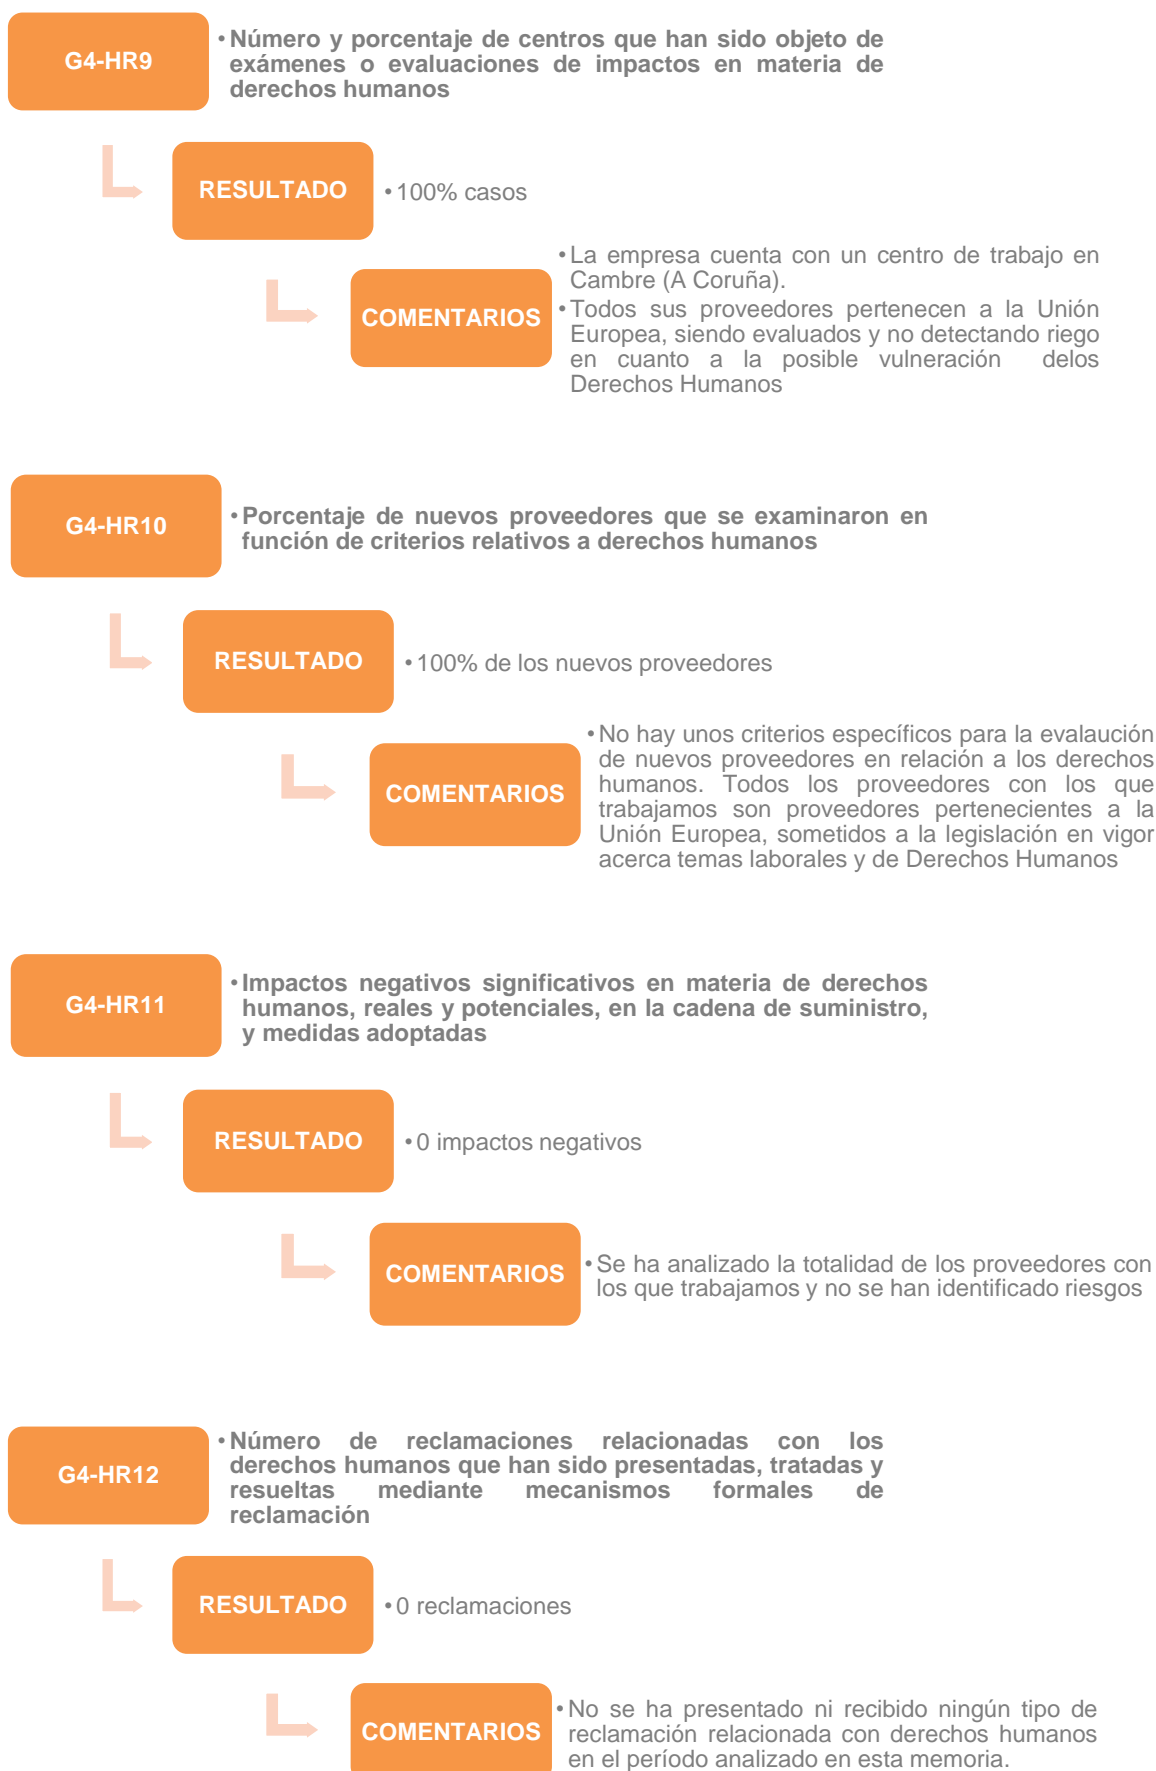 G4-HR9
• Número y porcentaje de centros que han sido objeto de
exámenes o evaluaciones de impactos en materia de
derechos humanos
RESULTADO
• 100% casos
COMENTARIOS
• La empresa cuenta con un centro de trabajo en
Cambre (A Coruña).
• Todos sus proveedores pertenecen a la Unión
Europea, siendo evaluados y no detectando riego
en cuanto a la posible vulneración delos
Derechos Humanos
G4-HR10
• Porcentaje de nuevos proveedores que se examinaron en
función de criterios relativos a derechos humanos
RESULTADO
• 100% de los nuevos proveedores
COMENTARIOS
• No hay unos criterios específicos para la evalaución
de nuevos proveedores en relación a los derechos
humanos. Todos los proveedores con los que
trabajamos son proveedores pertenecientes a la
Unión Europea, sometidos a la legislación en vigor
acerca temas laborales y de Derechos Humanos
G4-HR11
• Impactos negativos significativos en materia de derechos
humanos, reales y potenciales, en la cadena de suministro,
y medidas adoptadas
RESULTADO
• 0 impactos negativos
COMENTARIOS
• Se ha analizado la totalidad de los proveedores con
los que trabajamos y no se han identificado riesgos
G4-HR12
• Número de reclamaciones relacionadas con los
derechos humanos que han sido presentadas, tratadas y
resueltas mediante mecanismos formales de
reclamación
RESULTADO
• 0 reclamaciones
COMENTARIOS
• No se ha presentado ni recibido ningún tipo de
reclamación relacionada con derechos humanos
en el período analizado en esta memoria.